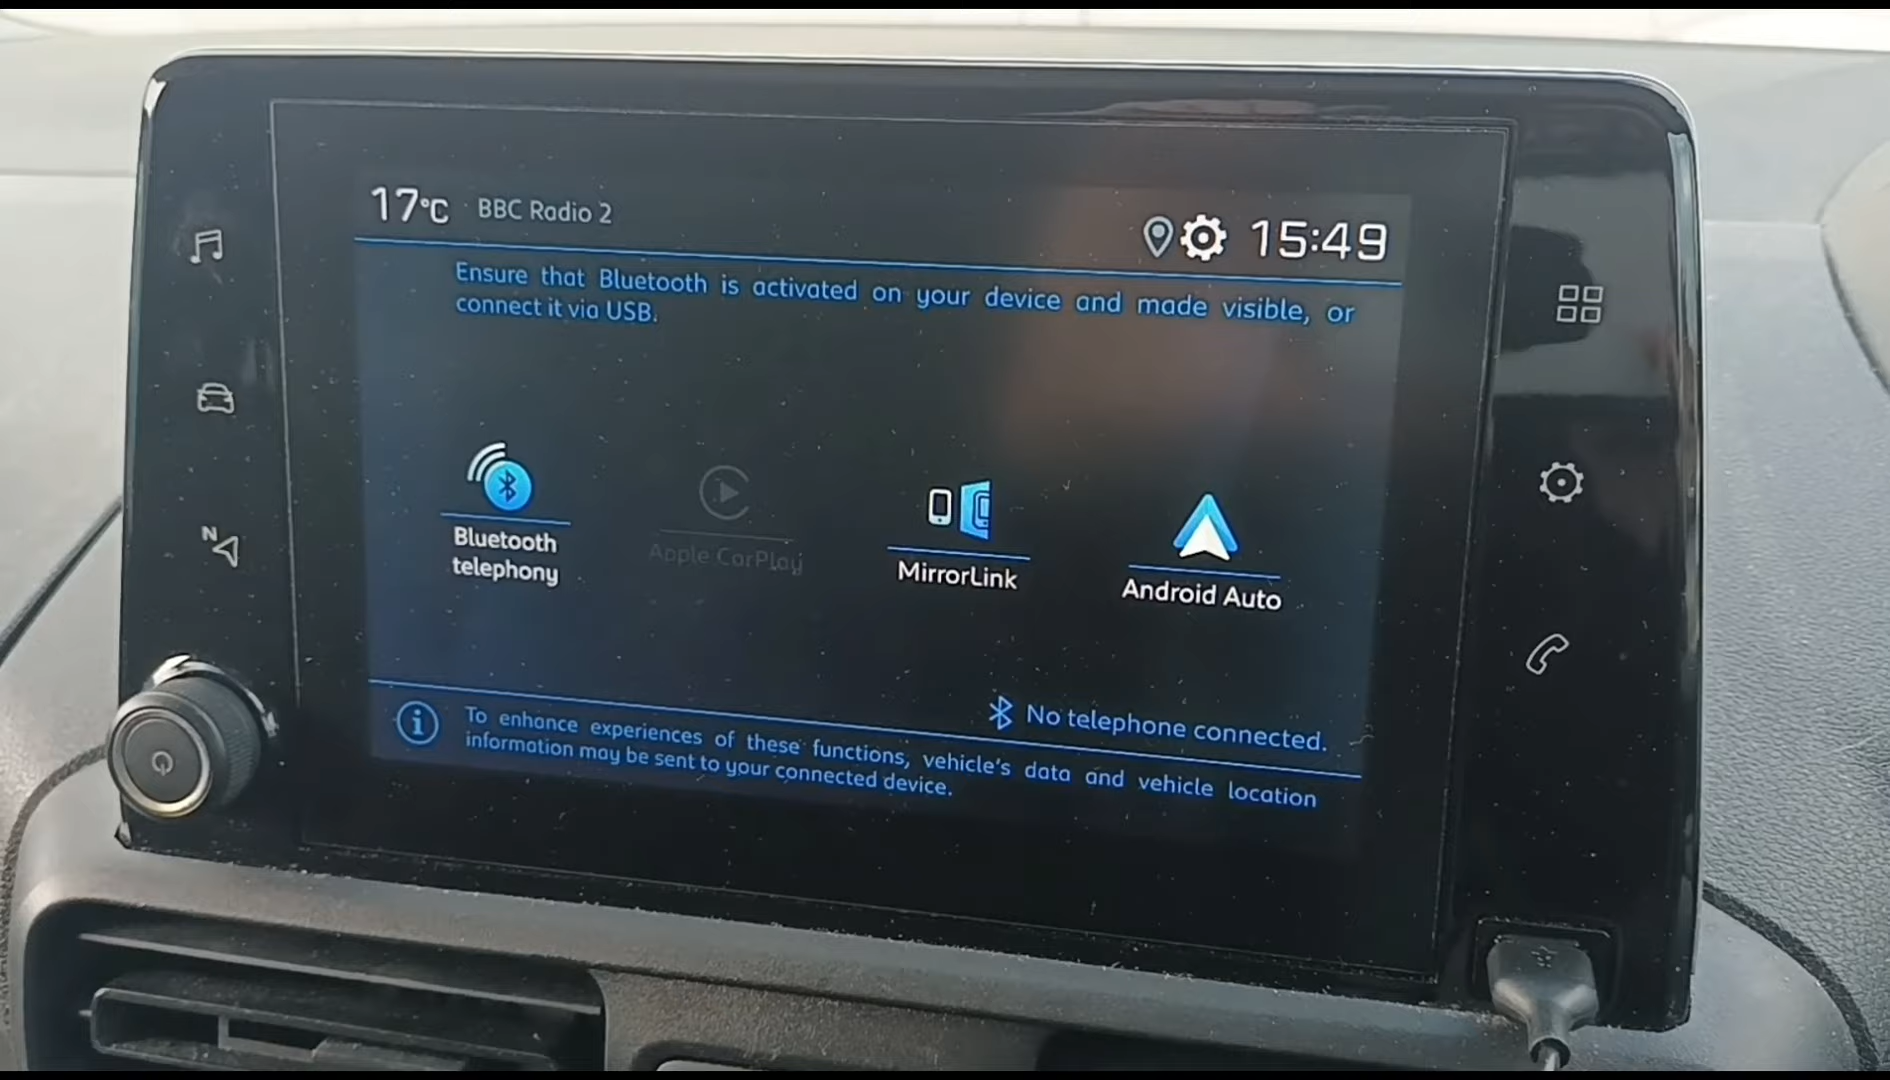 17°C BBC Radio 2 15:49
Ensure that Bluetooth is activated on your device and made visible, or
connect it via USB.
Bluetooth
telephony
Apple CarPlay
MirrorLink
Android Auto
N
No telephone connected.
To enhance experiences of these functions, vehicle's data and vehicle location
information may be sent to your connected device.